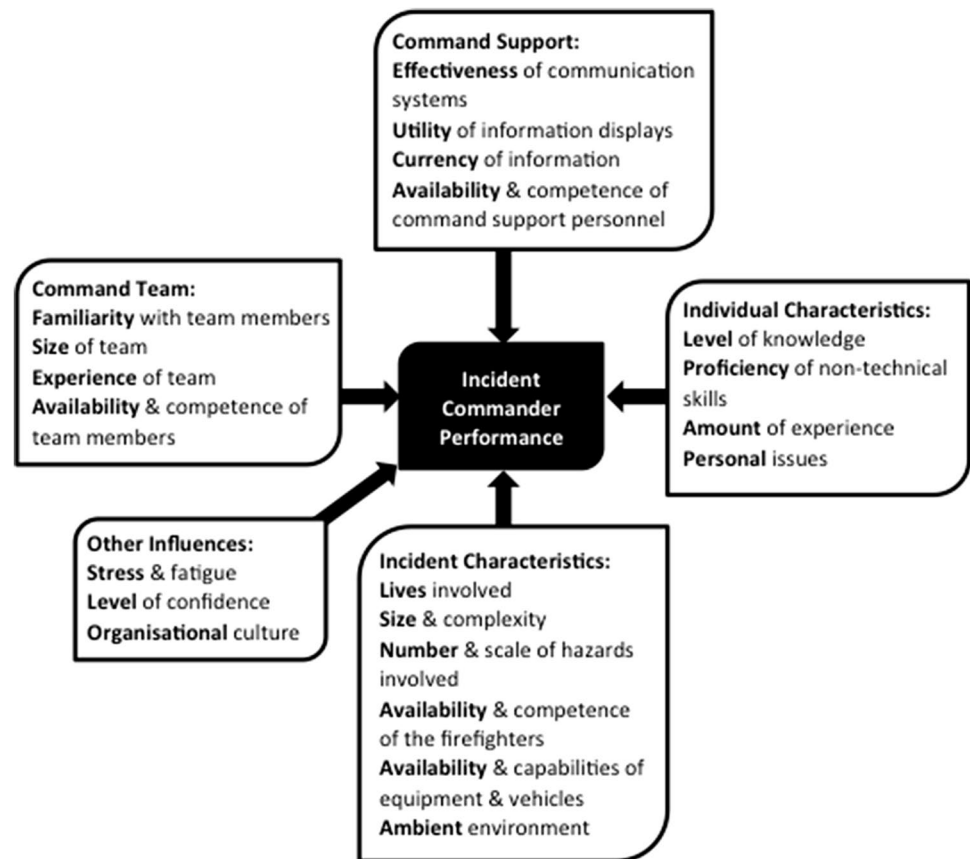 Command Support:
Effectiveness of communication
systems
Utility of information displays
Currency of information
Availability & competence of
command support personnel
Command Team:
Familiarity with team members
Size of team
Experience of team
Availability & competence of
team members
Incident
Commander
Performance
Individual Characteristics:
Level of knowledge
Proficiency of non-technical
skills
Amount of experience
Personal issues
Other Influences:
Stress & fatigue
Level of confidence
Organisational culture
Incident Characteristics:
Lives involved
Size & complexity
Number & scale of hazards
involved
Availability & competence
of the firefighters
Availability & capabilities of
equipment & vehicles
Ambient environment